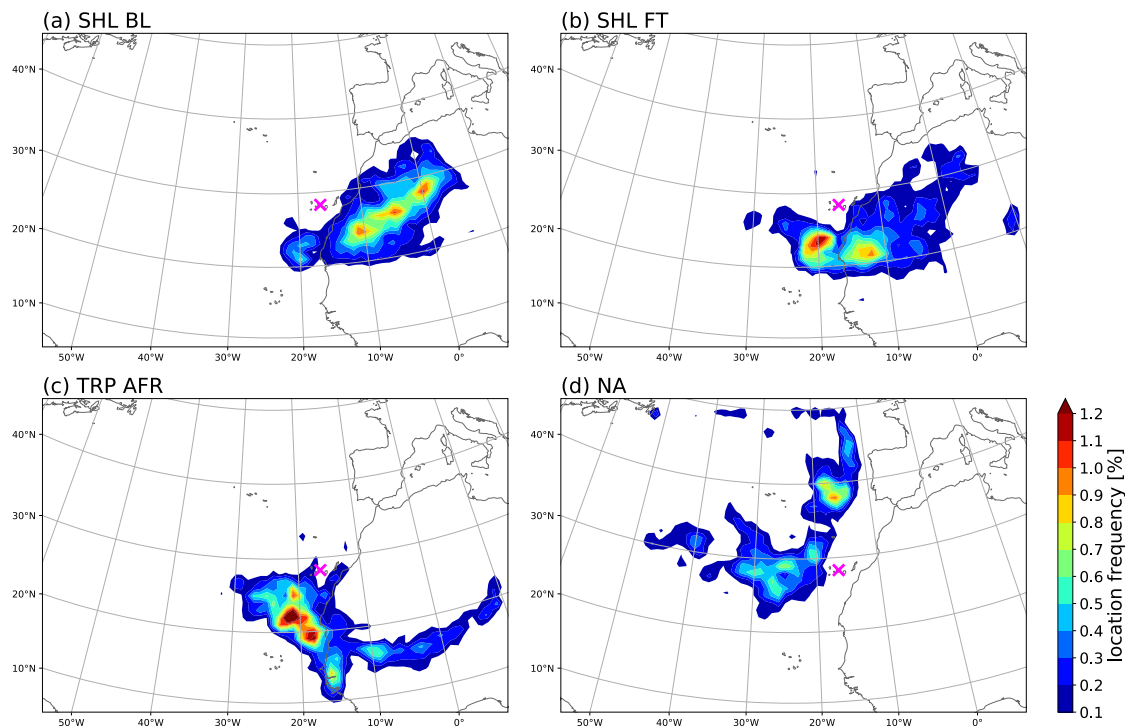 (a) SHL BL
(b) SHL FT
40°N
30°N
20°N
10°N
50°W
40°W
30°W
20°W
10°W
0°
40°N
30°N
20°N
10°N
30°W
20°W
10°W
0°
(c) TRP AFR
(d) NA
40°N
30°N
20°N
10°N
50°W
40°W
30°W
20°W
10°W
0°
40°N
30°N
20°N
10°N
50°W
40°W
30°W
20°W
10°W
0°
1.2
1.1
1.0
0.9
0.8
0.7
0.6
0.5
0.4
0.3
0.2
0.1
location frequency [%]